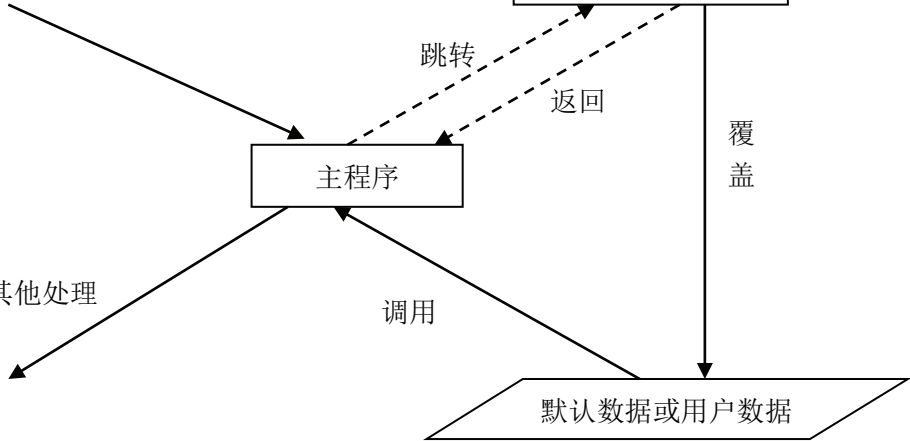 跳转
返回
覆
盖
主程序
其他处理
调用
默认数据或用户数据